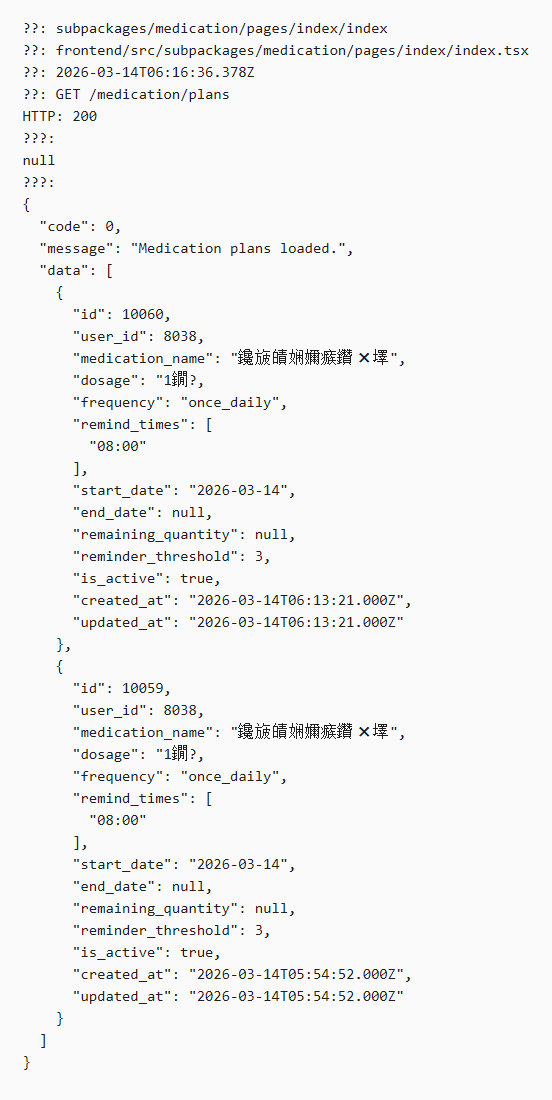 ??: subpackages/medication/pages/index/index
??: frontend/src/subpackages/medication/pages/index/index.tsx
??: 2026-03-14T06:16:36.378Z
??: GET /medication/plans
HTTP: 200
???:
null
???:
{
"code": 0,
"message": "Medication plans loaded.",
"data": [
{
"id": 10060,
"user_id": 8038,
"medication_name": "鑱旇皟娴嬭瘯鑽✕墿",
"dosage": "1鐗?,
"frequency": "once_daily",
"remind_times": [
"08:00"
],
"start_date": "2026-03-14",
"end_date": null,
"remaining_quantity": null,
"reminder_threshold": 3,
"is_active": true,
"created_at": "2026-03-14T06:13:21.000Z",
"updated_at": "2026-03-14T06:13:21.000Z"
},
{
"id": 10059,
"user_id": 8038,
"medication_name": "鑱旇皟娴嬭瘯鑽✕墿",
"dosage": "1鐗?,
"frequency": "once_daily",
"remind_times": [
"08:00"
],
"start_date": "2026-03-14",
"end_date": null,
"remaining_quantity": null,
"reminder_threshold": 3,
"is_active": true,
"created_at": "2026-03-14T05:54:52.000Z",
"updated_at": "2026-03-14T05:54:52.000Z"
}
]
}